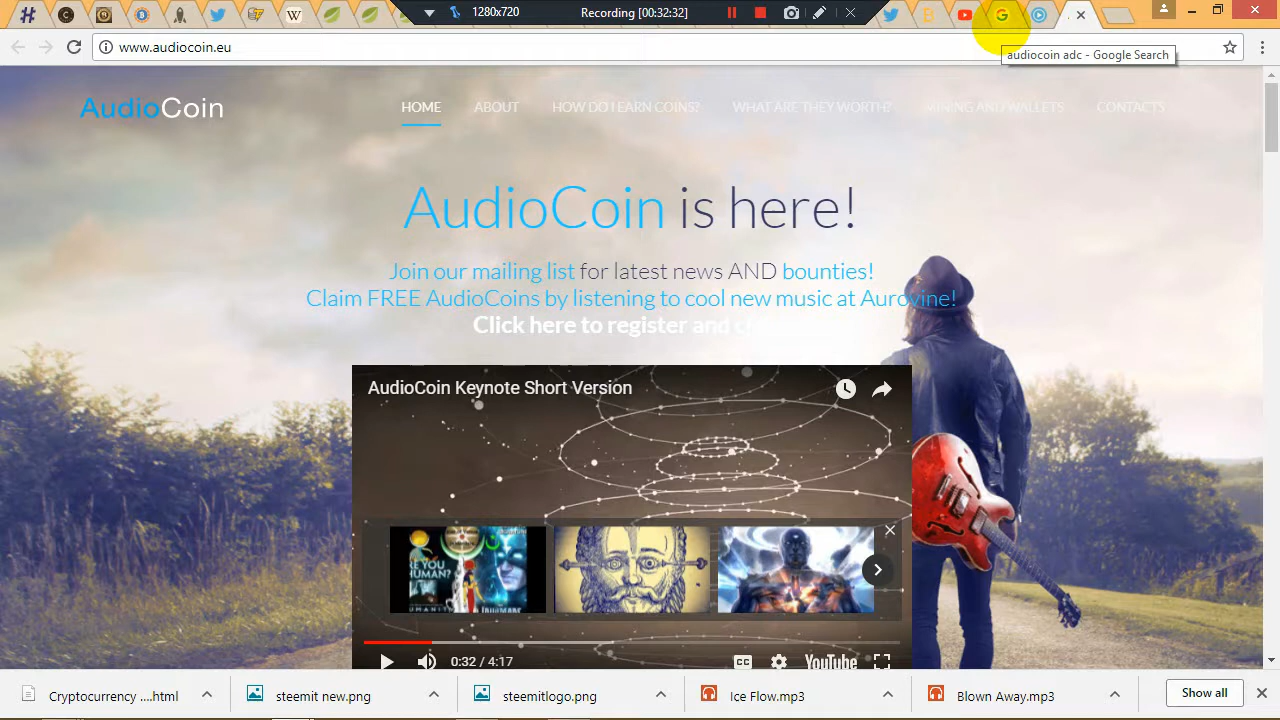 1280x720
Recording [00:32:32]
www.audiocoin.eu
audiocoin adc - Google Search
AudioCoin
HOME
ABOUT
HOW DO I EARN COINS?
WHAT ARE THEY WORTH?
MINING AND WALLETS
CONTACTS
AudioCoin is here!
Join our mailing list for latest news AND bounties!
Claim FREE AudioCoins by listening to cool new music at Aurovine!
Click here to register and
AudioCoin Keynote Short Version
0:32 / 4:17
CC
YouTube
Cryptocurrency ....html
steemit new.png
steemitlogo.png
Ice Flow.mp3
Blown Away.mp3
Show all